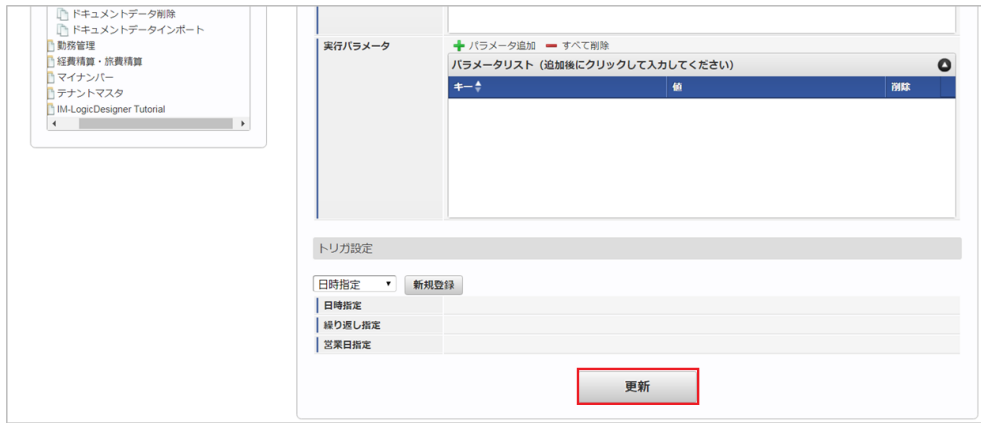 ドキュメントデータ削除
ドキュメントデータインポート
勤務管理
経費精算・旅費精算
マイナンバー
テナントマスタ
IM-LogicDesigner Tutorial
実行パラメータ
パラメータ追加 すべて削除
パラメータリスト（追加後にクリックして入力してください）
キー 値 削除
トリガ設定
日時指定 新規登録
日時指定
繰り返し指定
営業日指定
更新